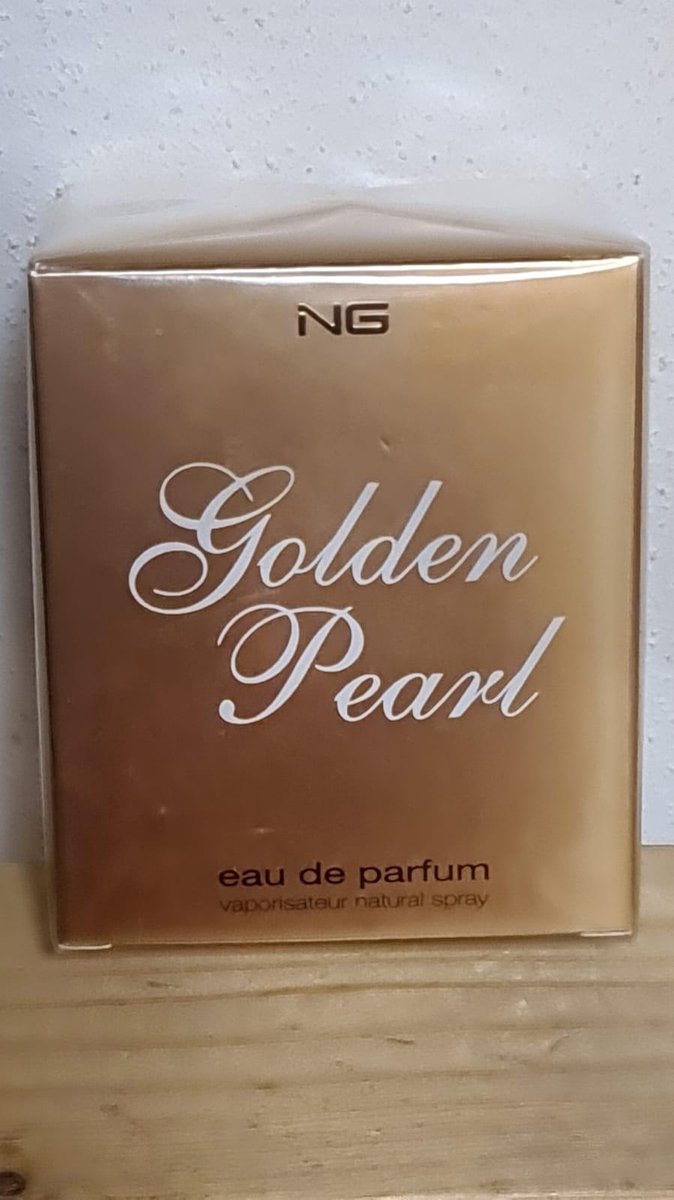 NG
Golden
Pearl
eau de parfum
vaporisateur natural spray